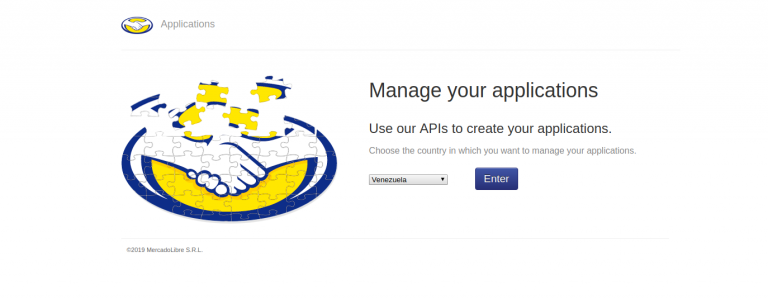 Applications
Manage your applications
Use our APIs to create your applications.
Choose the country in which you want to manage your applications.
Venezuela
Enter
©2019 MercadoLibre S.R.L.